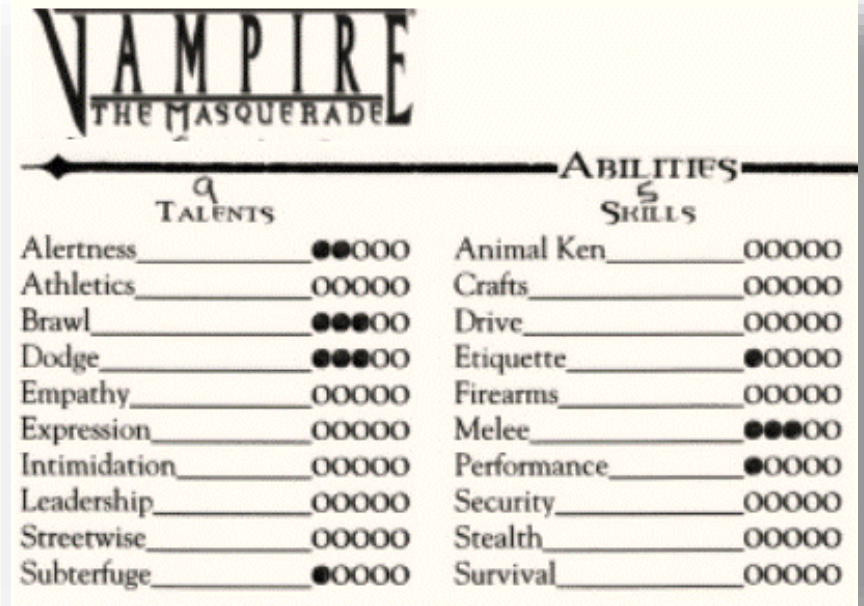 VAMPIRE
THE MASQUERADE
ABILITIES
9
TALENTS
Alertness
Athletics
Brawl
Dodge
Empathy
Expression
Intimidation
Leadership
Streetwise
Subterfuge
5
SKILLS
Animal Ken
Crafts
Drive
Etiquette
Firearms
Melee
Performance
Security
Stealth
Survival